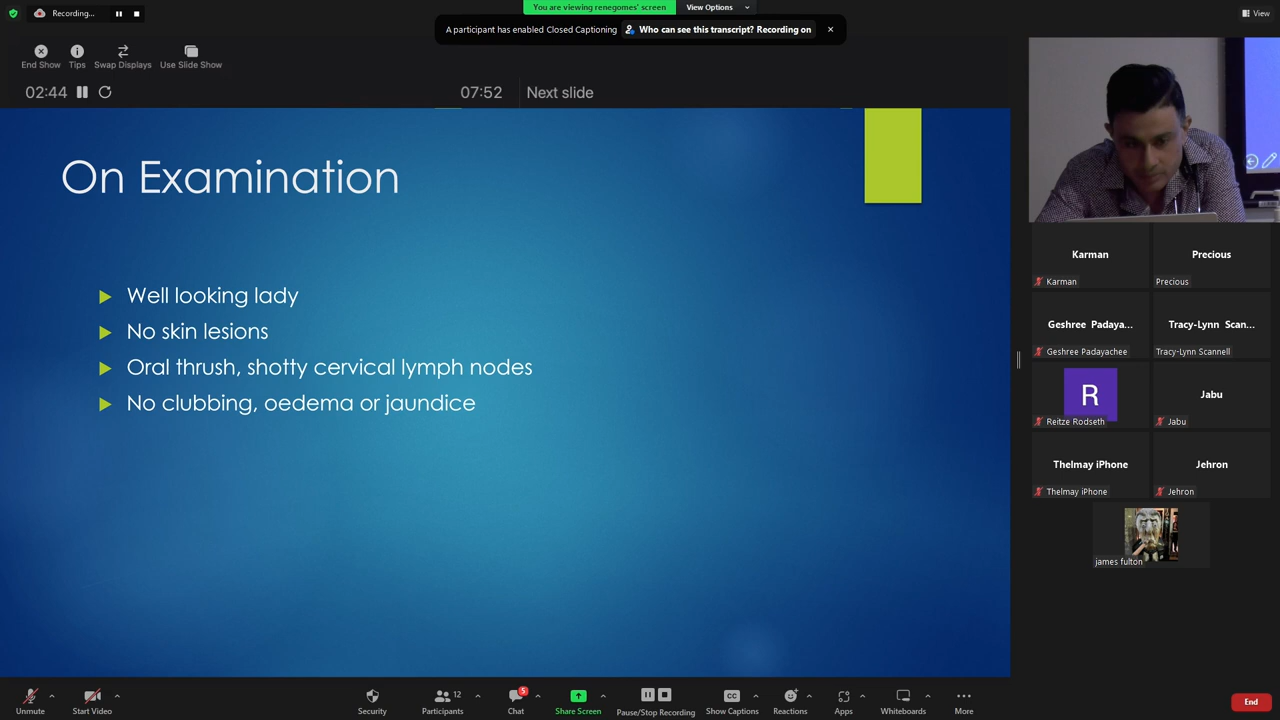 Recording...
You are viewing renegomes' screen
View Options
View
A participant has enabled Closed Captioning
Who can see this transcript? Recording on
End Show
Tips
Swap Displays
Use Slide Show
02:44
07:52
Next slide
On Examination
Well looking lady
No skin lesions
Oral thrush, shotty cervical lymph nodes
No clubbing, oedema or jaundice
Karman
Karman
Precious
Precious
Geshree Padaya...
Geshree Padayachee
Tracy-Lynn Scan...
Tracy-Lynn Scannell
R
Reitze Rodseth
Jabu
Jabu
Thelmay iPhone
Thelmay iPhone
Jehron
Jehron
james fulton
Unmute
Start Video
Security
Participants
12
Chat
5
Share Screen
Pause/Stop Recording
CC
Show Captions
Reactions
Apps
Whiteboards
More
End